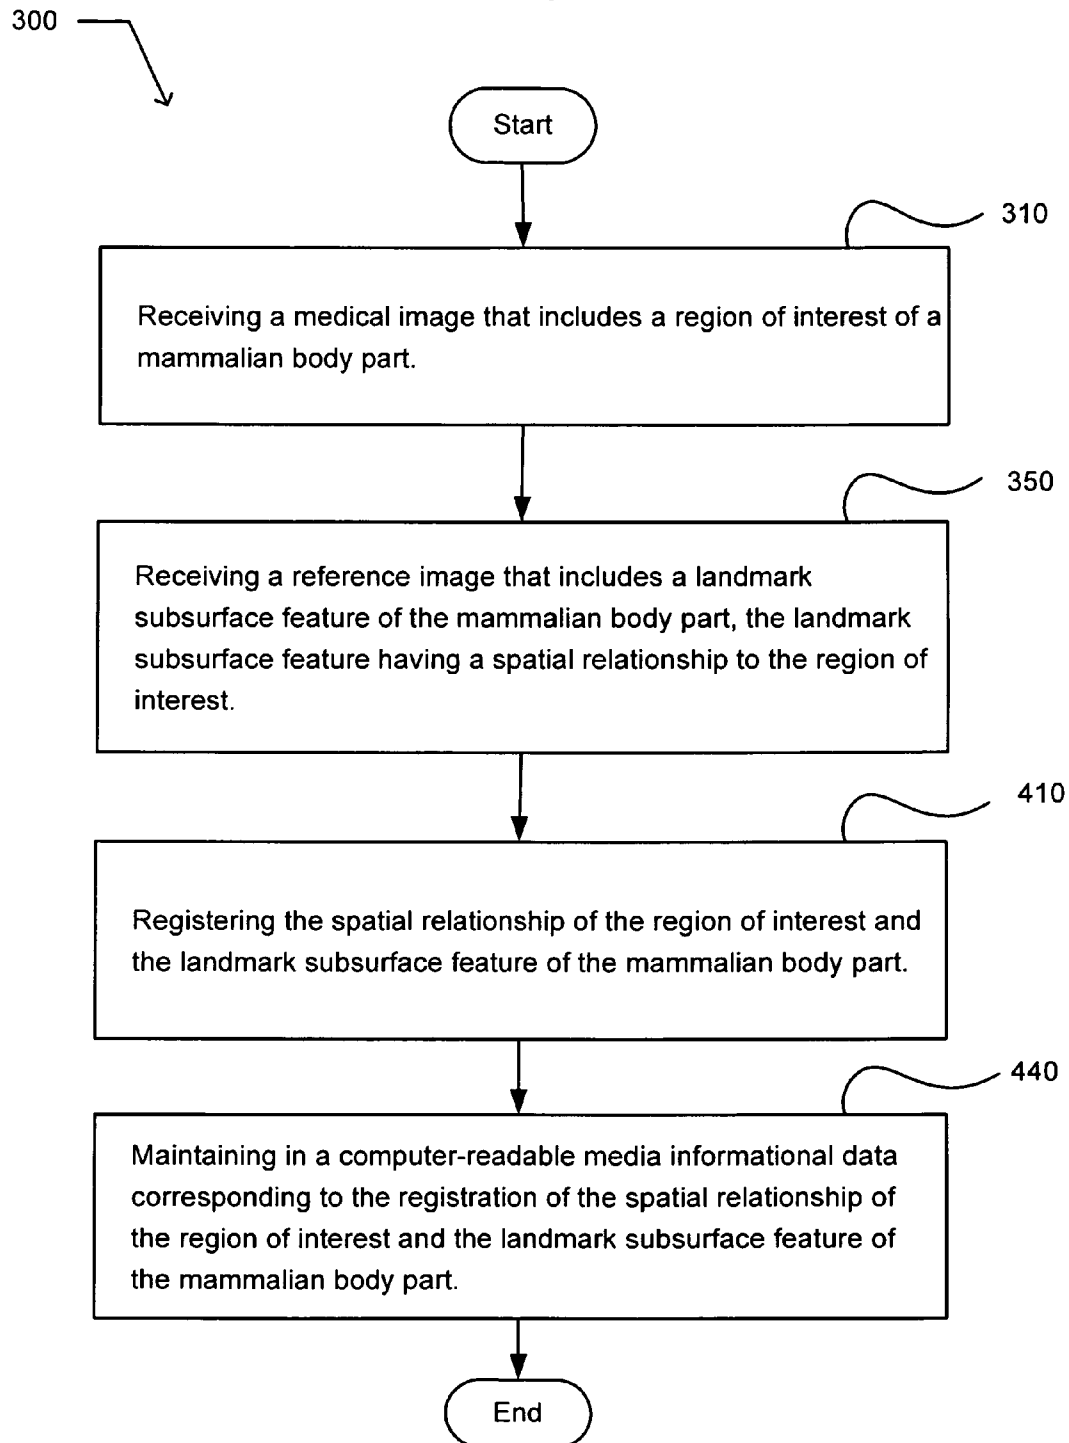 300
Start
310
Receiving a medical image that includes a region of interest of a
mammalian body part.
350
Receiving a reference image that includes a landmark
subsurface feature of the mammalian body part, the landmark
subsurface feature having a spatial relationship to the region of
interest.
410
Registering the spatial relationship of the region of interest and
the landmark subsurface feature of the mammalian body part.
440
Maintaining in a computer-readable media informational data
corresponding to the registration of the spatial relationship of
the region of interest and the landmark subsurface feature of
the mammalian body part.
End